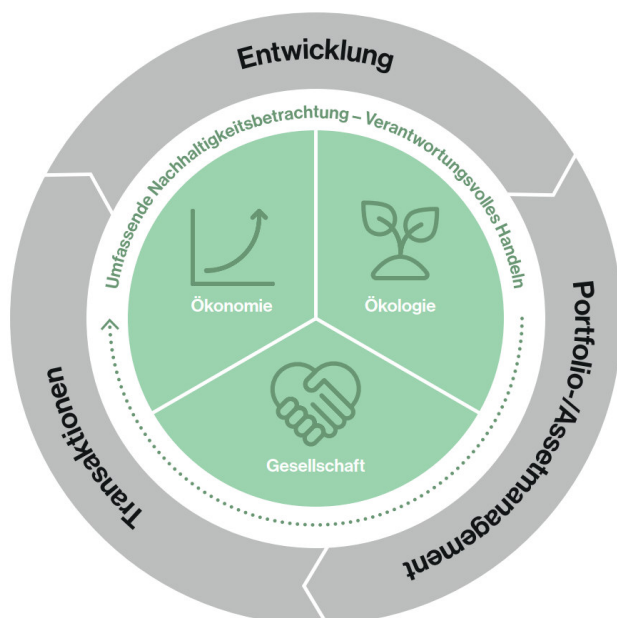 Entwicklung
Umfassende Nachhaltigkeitsbetrachtung – Verantwortungsvolles Handeln
Ökonomie
Ökologie
Gesellschaft
Portfolio-/Assetmanagement
Transaktionen